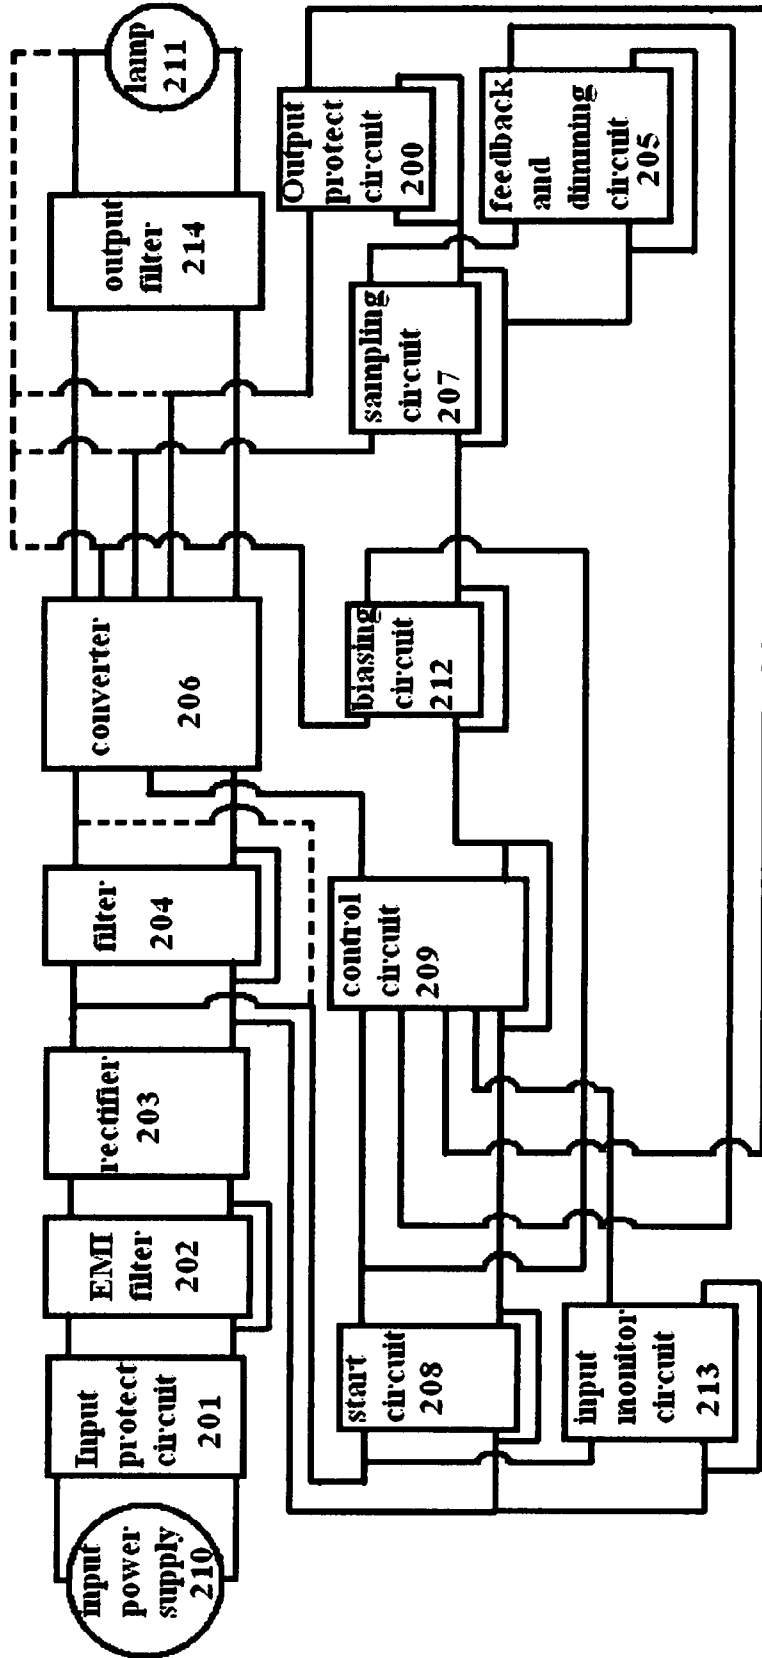 input
power
supply
210
Input
protect
circuit
201
EMI
filter
202
rectifier
203
filter
204
converter
206
output
filter
214
lamp
211
start
circuit
208
control
circuit
209
biasing
circuit
212
sampling
circuit
207
Output
protect
circuit
200
input
monitor
circuit
213
feedback
and
dimming
circuit
205